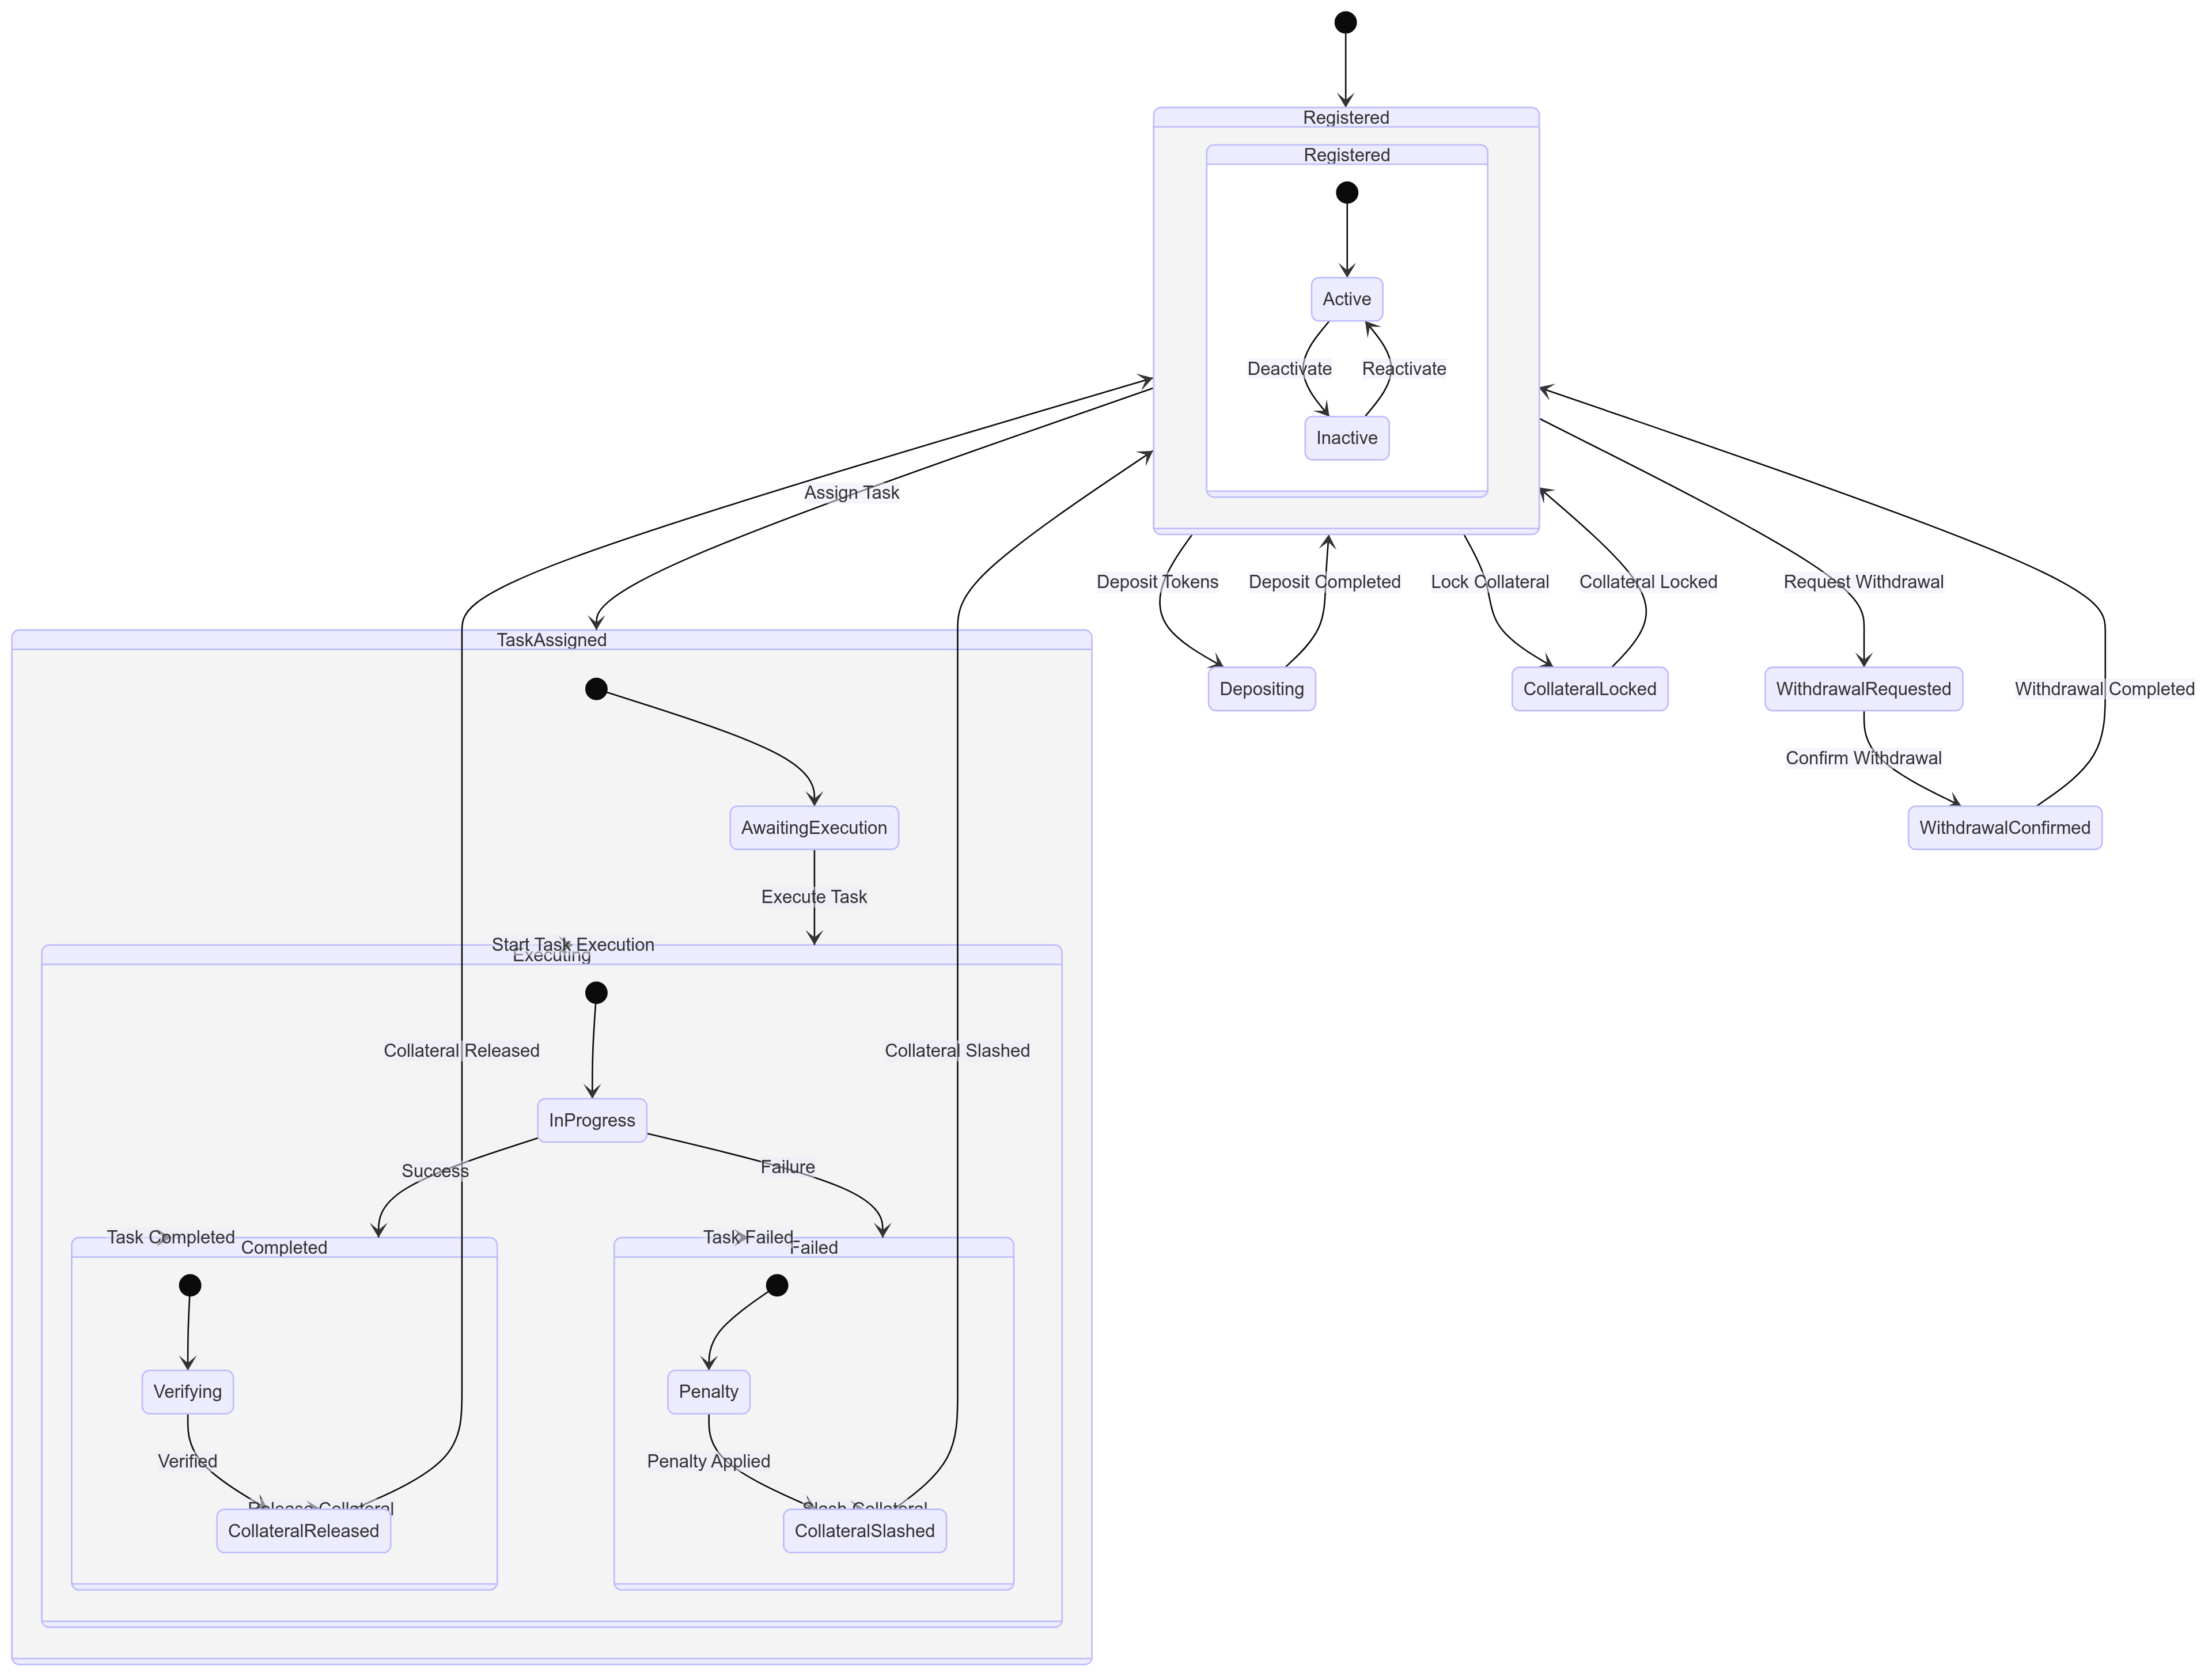 Registered
Registered
Active
Deactivate
Reactivate
Inactive
Assign Task
Deposit Tokens
Deposit Completed
Lock Collateral
Collateral Locked
Request Withdrawal
TaskAssigned
Depositing
CollateralLocked
WithdrawalRequested
Withdrawal Completed
Confirm Withdrawal
AwaitingExecution
WithdrawalConfirmed
Execute Task
Start Task Execution
Executing
Collateral Released
Collateral Slashed
InProgress
Success
Failure
Task Completed
Completed
Task Failed
Failed
Verifying
Penalty
Verified
Penalty Applied
Release Collateral
Slash Collateral
CollateralReleased
CollateralSlashed